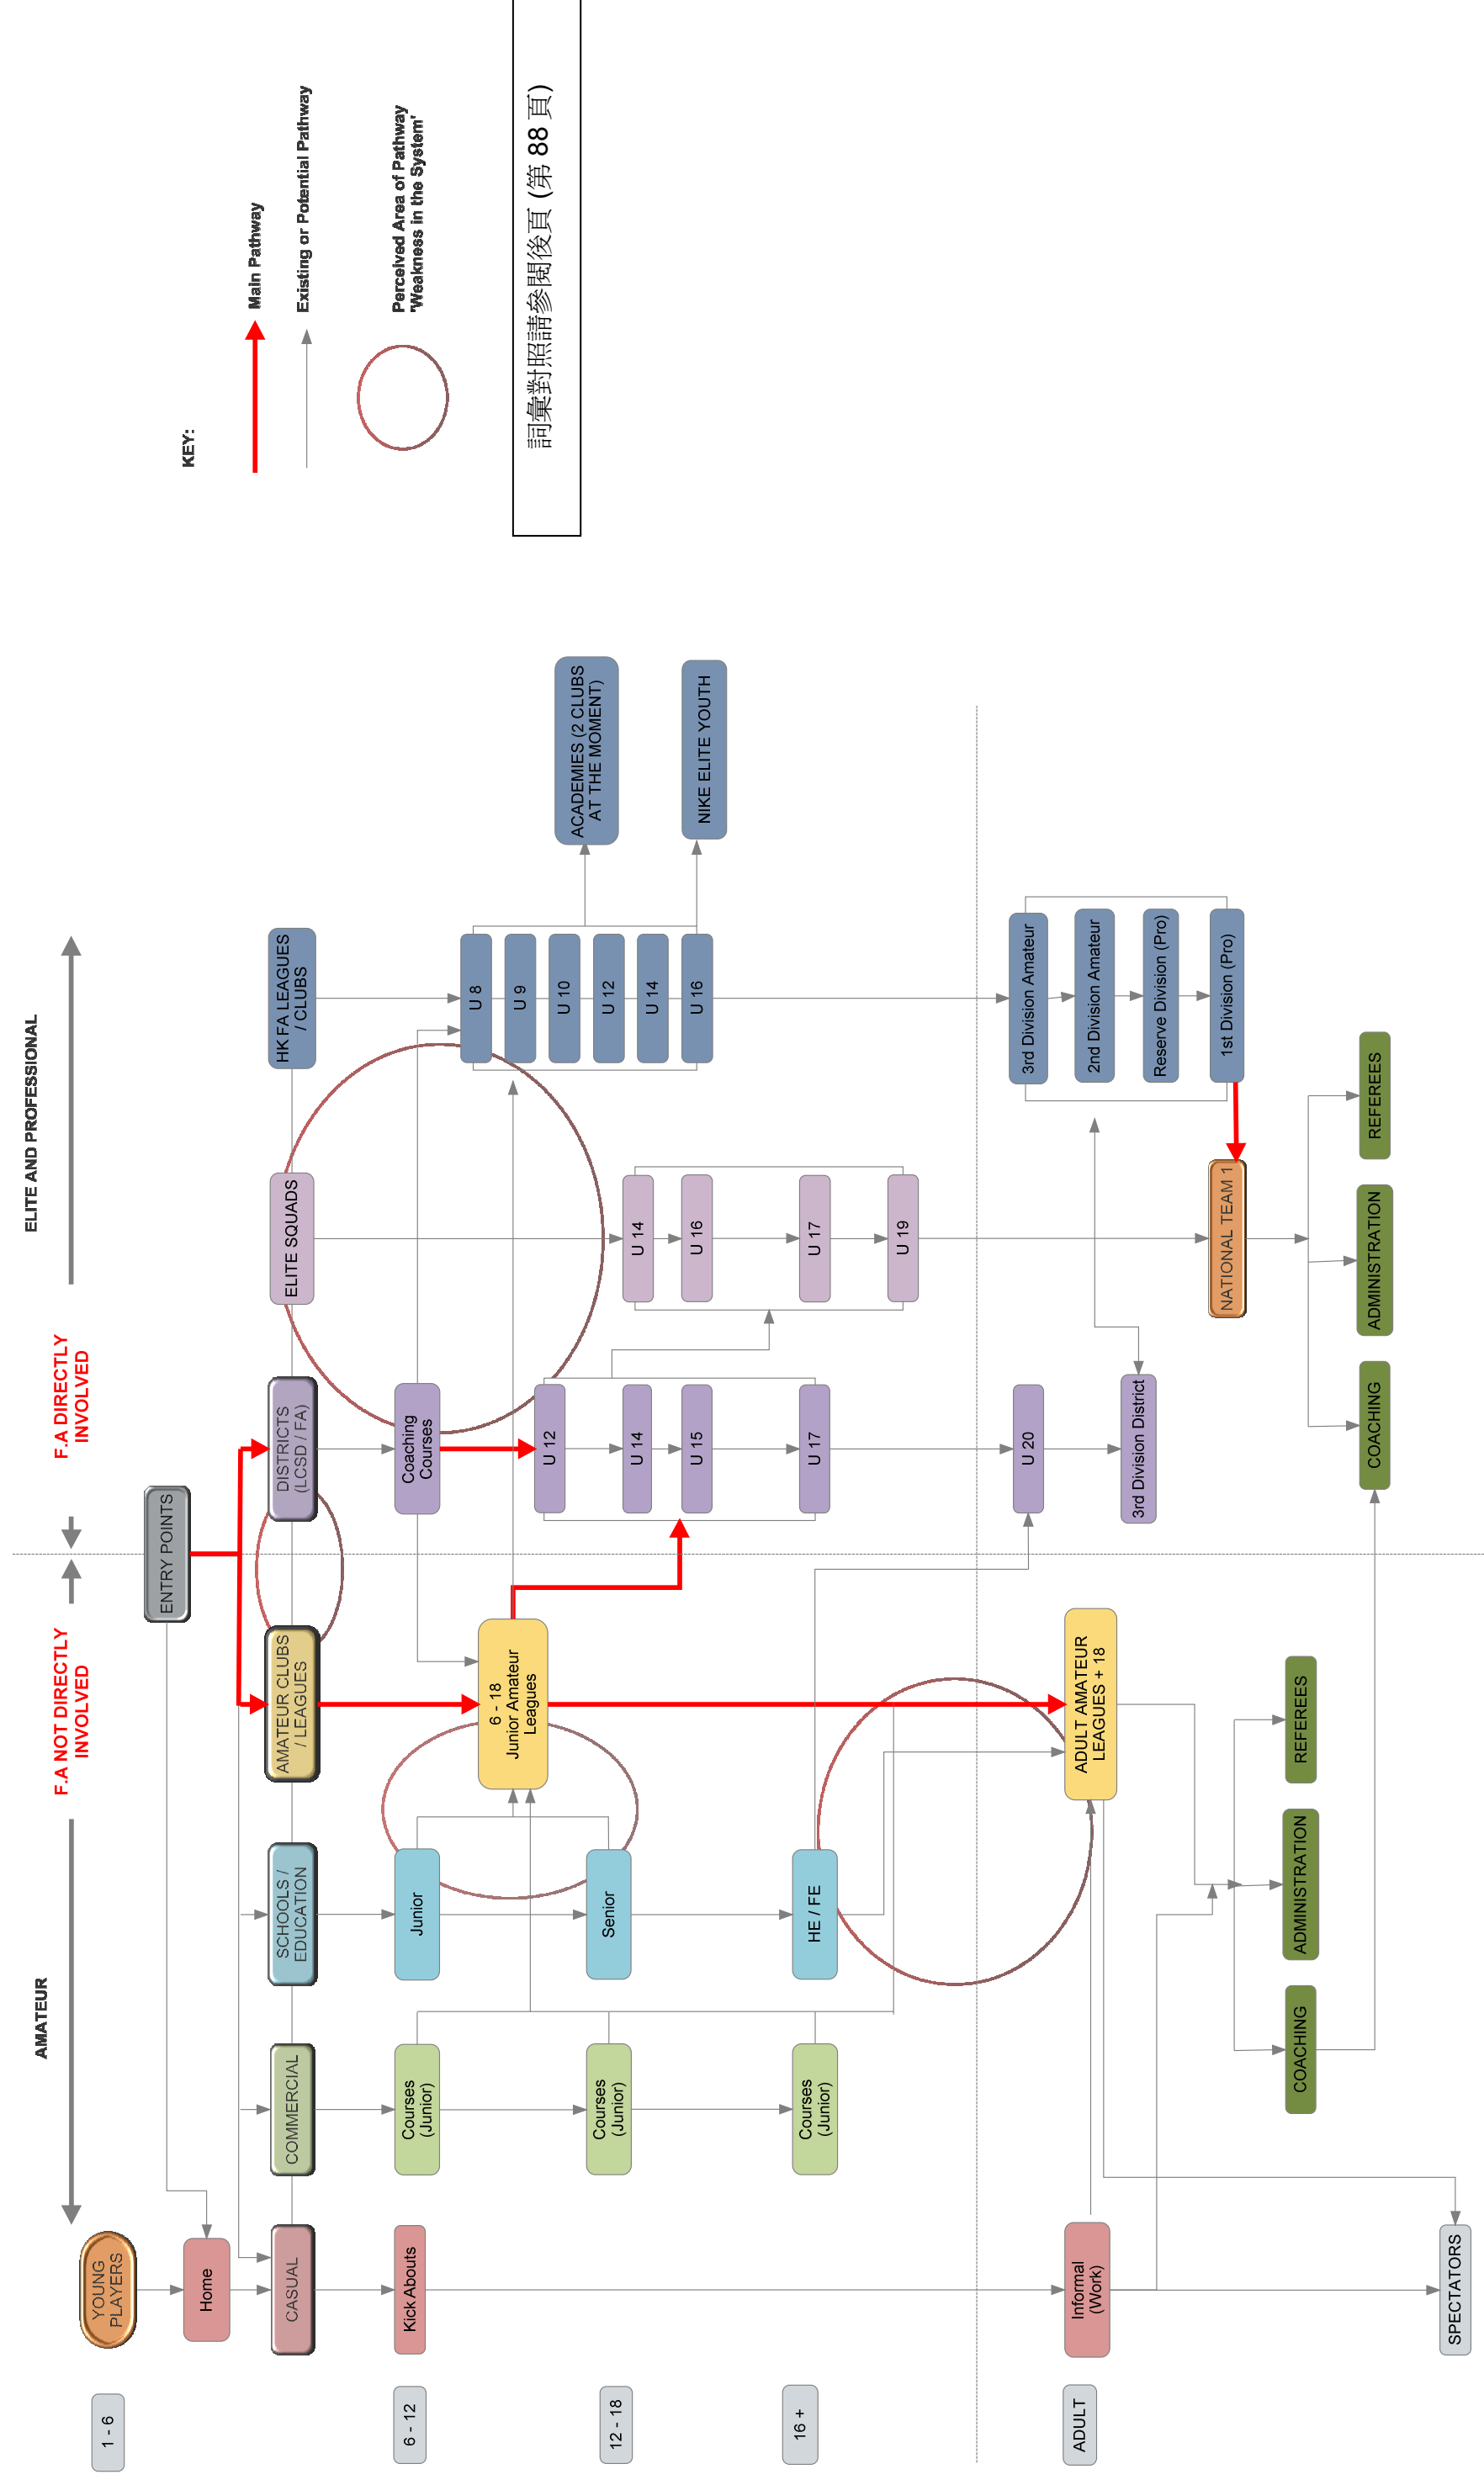 AMATEUR
ELITE AND PROFESSIONAL
F.A NOT DIRECTLY
INVOLVED
F.A DIRECTLY
INVOLVED
KEY:
Main Pathway
Existing or Potential Pathway
Perceived Area of Pathway
'Weakness in the System'
詞彙對照請參閱後頁 (第 88 頁)
1 - 6
YOUNG
PLAYERS
ENTRY POINTS
Home
CASUAL
COMMERCIAL
SCHOOLS /
EDUCATION
AMATEUR CLUBS
/ LEAGUES
DISTRICTS
(LCSD / FA)
ELITE SQUADS
HK FA LEAGUES
/ CLUBS
6 - 12
Kick Abouts
Courses
(Junior)
Junior
Coaching
Courses
6 - 18
Junior Amateur
Leagues
U 8
U 9
U 10
U 12
U 14
U 16
ACADEMIES (2 CLUBS
AT THE MOMENT)
NIKE ELITE YOUTH
U 12
U 14
U 15
U 17
U 14
U 16
U 17
U 19
12 - 18
Courses
(Junior)
Senior
16 +
Courses
(Junior)
HE / FE
ADULT
Informal
(Work)
ADULT AMATEUR
LEAGUES + 18
U 20
3rd Division District
3rd Division Amateur
2nd Division Amateur
Reserve Division (Pro)
1st Division (Pro)
NATIONAL TEAM 1
COACHING
ADMINISTRATION
REFEREES
COACHING
ADMINISTRATION
REFEREES
SPECTATORS